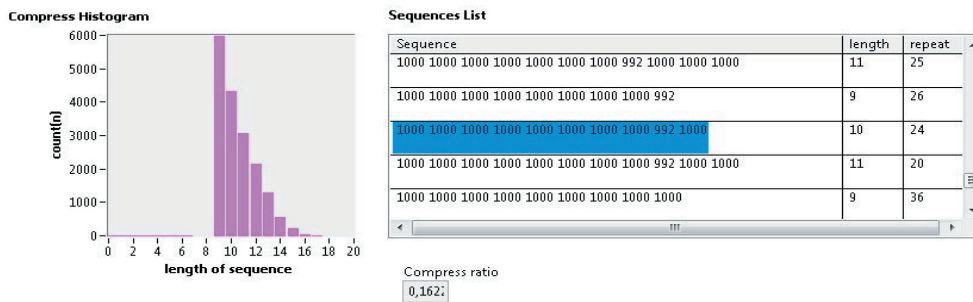 Compress Histogram
6000
5000
4000
3000
2000
1000
0
count(n)
0 2 4 6 8 10 12 14 16 18 20
length of sequence
Sequences List
Sequence length repeat
1000 1000 1000 1000 1000 1000 1000 992 1000 1000 1000 11 25
1000 1000 1000 1000 1000 1000 1000 1000 992 9 26
1000 1000 1000 1000 1000 1000 1000 1000 992 1000 10 24
1000 1000 1000 1000 1000 1000 1000 1000 992 1000 1000 11 20
1000 1000 1000 1000 1000 1000 1000 1000 1000 9 36
Compress ratio
0,162